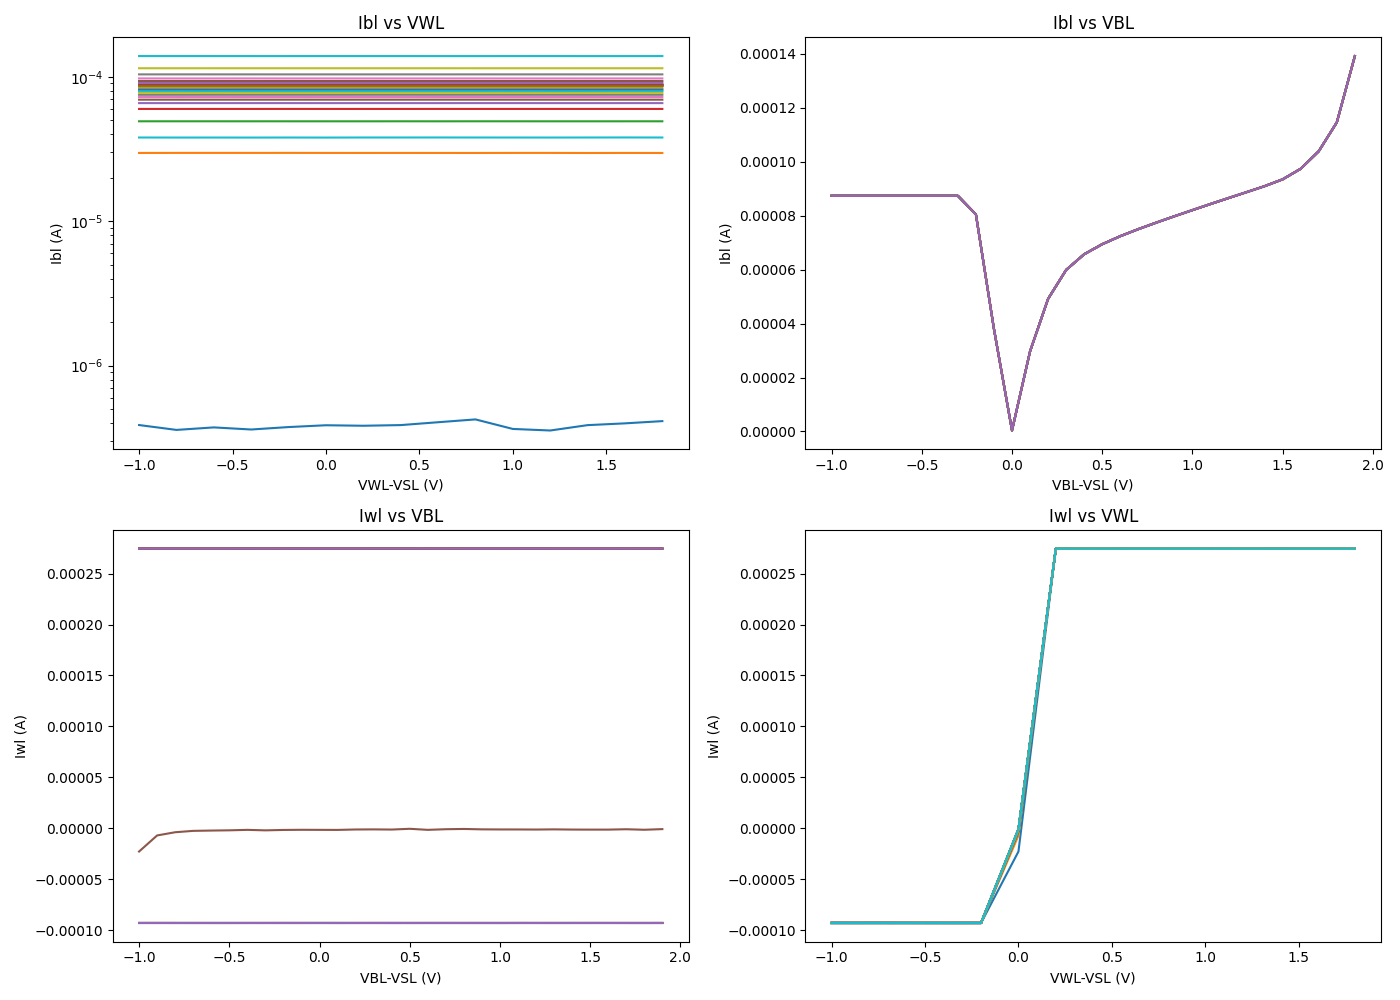 Ibl vs VWL
Ibl (A)
10⁻⁴
10⁻⁵
10⁻⁶
−1.0 −0.5 0.0 0.5 1.0 1.5
VWL-VSL (V)
Ibl vs VBL
Ibl (A)
0.00014
0.00012
0.00010
0.00008
0.00006
0.00004
0.00002
0.00000
−1.0 −0.5 0.0 0.5 1.0 1.5 2.0
VBL-VSL (V)
Iwl vs VBL
Iwl (A)
0.00025
0.00020
0.00015
0.00010
0.00005
0.00000
−0.00005
−0.00010
−1.0 −0.5 0.0 0.5 1.0 1.5 2.0
VBL-VSL (V)
Iwl vs VWL
Iwl (A)
0.00025
0.00020
0.00015
0.00010
0.00005
0.00000
−0.00005
−0.00010
−1.0 −0.5 0.0 0.5 1.0 1.5
VWL-VSL (V)